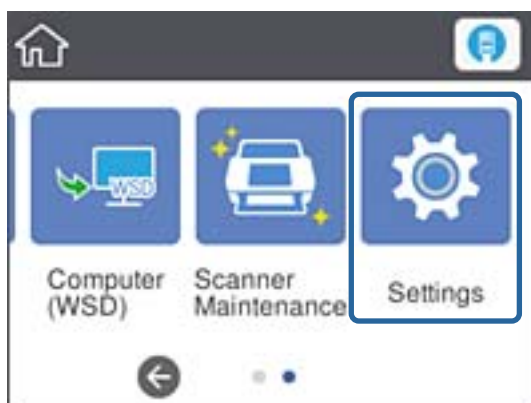 WSD
Computer
(WSD)
Scanner
Maintenance
Settings